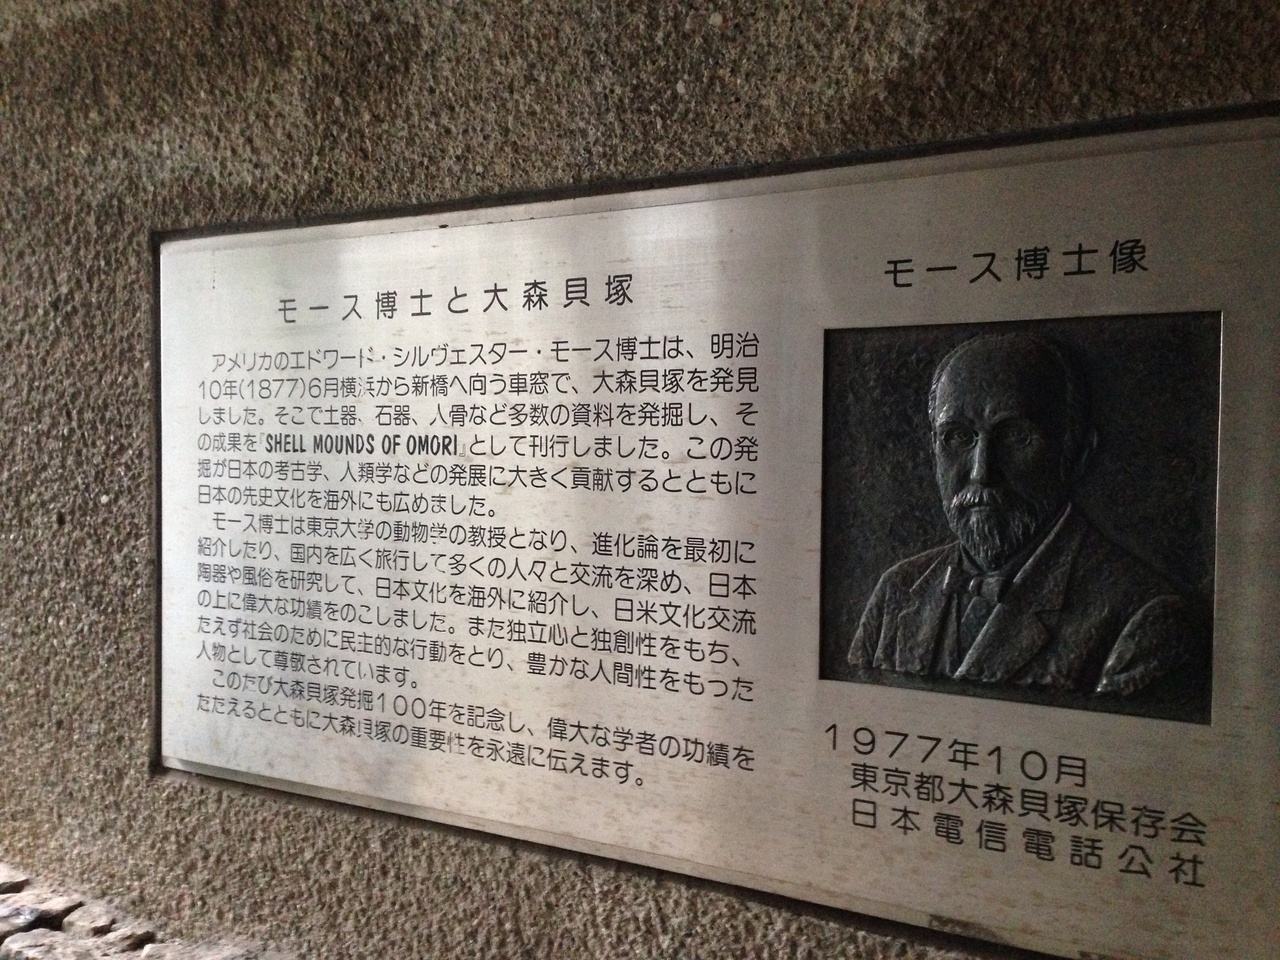 モース博士と大森貝塚
アメリカのエドワード・シルヴェスター・モース博士は、明治
10年(1877)6月横浜から新橋へ向う車窓で、大森貝塚を発見
しました。そこで土器、石器、人骨など多数の資料を発掘し、そ
の成果を『SHELL MOUNDS OF OMORI』として刊行しました。この発
掘が日本の考古学、人類学などの発展に大きく貢献するとともに
日本の先史文化を海外にも広めました。
モース博士は東京大学の動物学の教授となり、進化論を最初に
紹介したり、国内を広く旅行して多くの人々と交流を深め、日本
陶器や風俗を研究して、日本文化を海外に紹介し、日米文化交流
の上に偉大な功績をのこしました。また独立心と独創性をもち、
たえず社会のために民主的な行動をとり、豊かな人間性をもった
人物として尊敬されています。
このたび大森貝塚発掘100年を記念し、偉大な学者の功績を
たたえるとともに大森貝塚の重要性を永遠に伝えます。
モース博士像
1977年10月
東京都大森貝塚保存会
日本電信電話公社